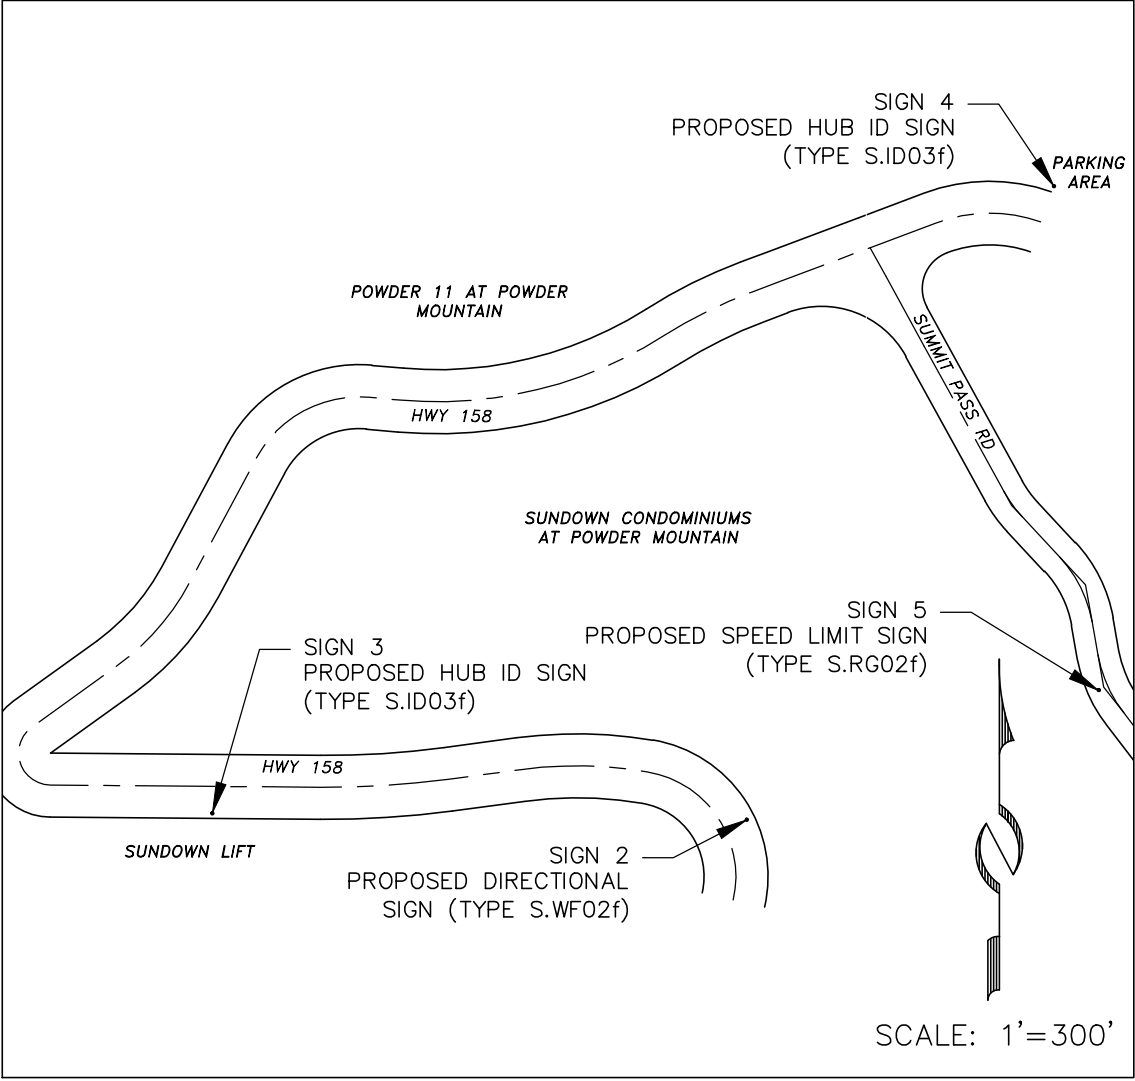 SIGN 4
PROPOSED HUB ID SIGN
(TYPE S.ID03f)
PARKING
AREA
POWDER 11 AT POWDER
MOUNTAIN
SUMMIT PASS RD
HWY 158
SUNDOWN CONDOMINIUMS
AT POWDER MOUNTAIN
SIGN 5
PROPOSED SPEED LIMIT SIGN
(TYPE S.RG02f)
SIGN 3
PROPOSED HUB ID SIGN
(TYPE S.ID03f)
HWY 158
SUNDOWN LIFT
SIGN 2
PROPOSED DIRECTIONAL
SIGN (TYPE S.WF02f)
SCALE: 1'=300'